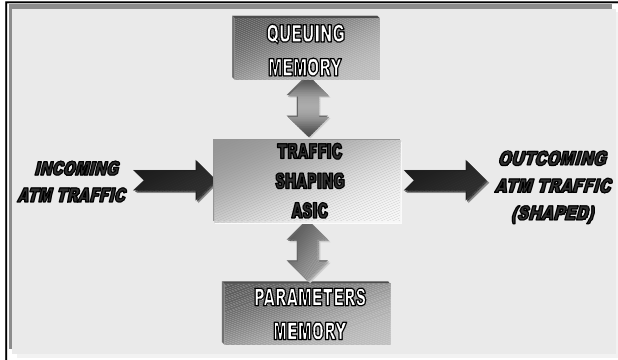 QUEUING
MEMORY
INCOMING
ATM TRAFFIC
TRAFFIC
SHAPING
ASIC
OUTCOMING
ATM TRAFFIC
(SHAPED)
PARAMETERS
MEMORY